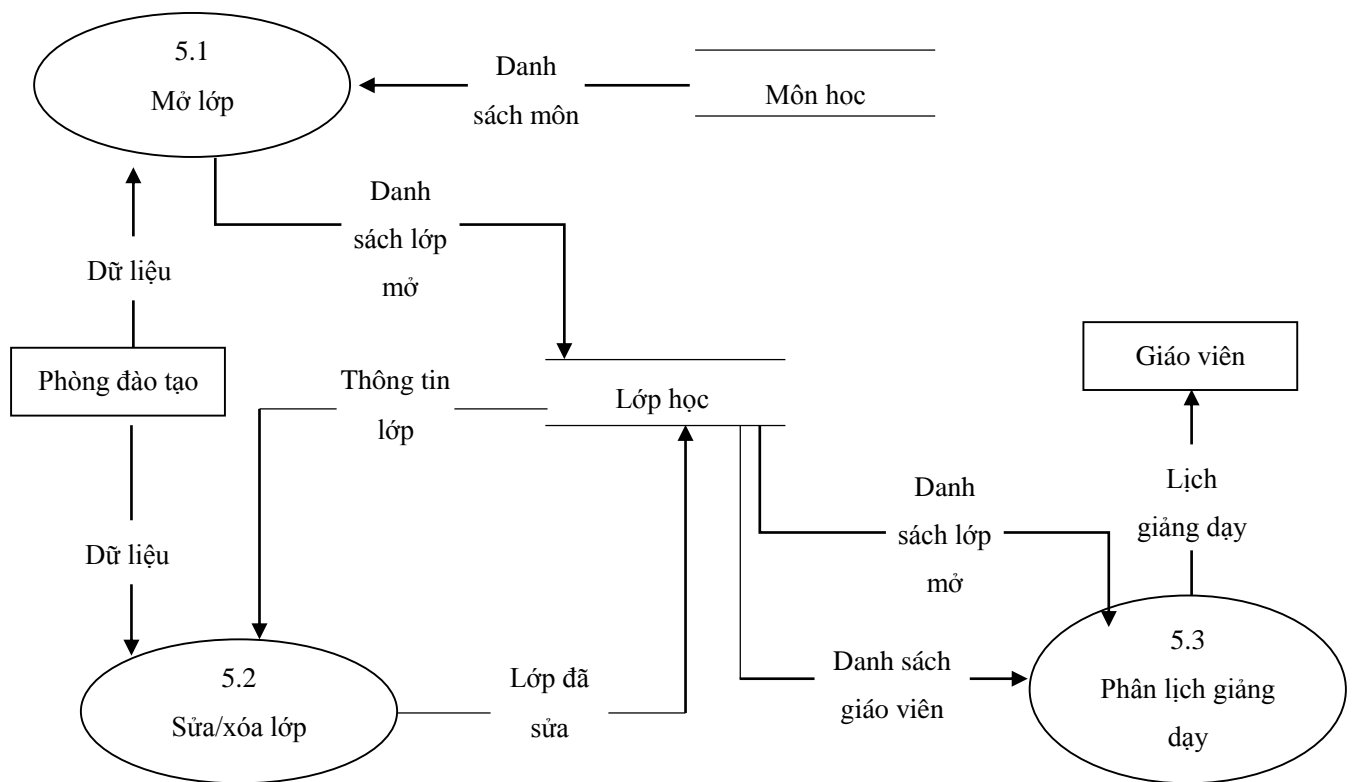 5.1
Mở lớp
Danh
sách môn
Môn hoc
Danh
sách lớp
mở
Dữ liệu
Phòng đào tạo
Thông tin
lớp
Lớp học
Giáo viên
Danh
sách lớp
mở
Lịch
giảng dạy
Dữ liệu
5.2
Sửa/xóa lớp
Lớp đã
sửa
Danh sách
giáo viên
5.3
Phân lịch giảng
dạy